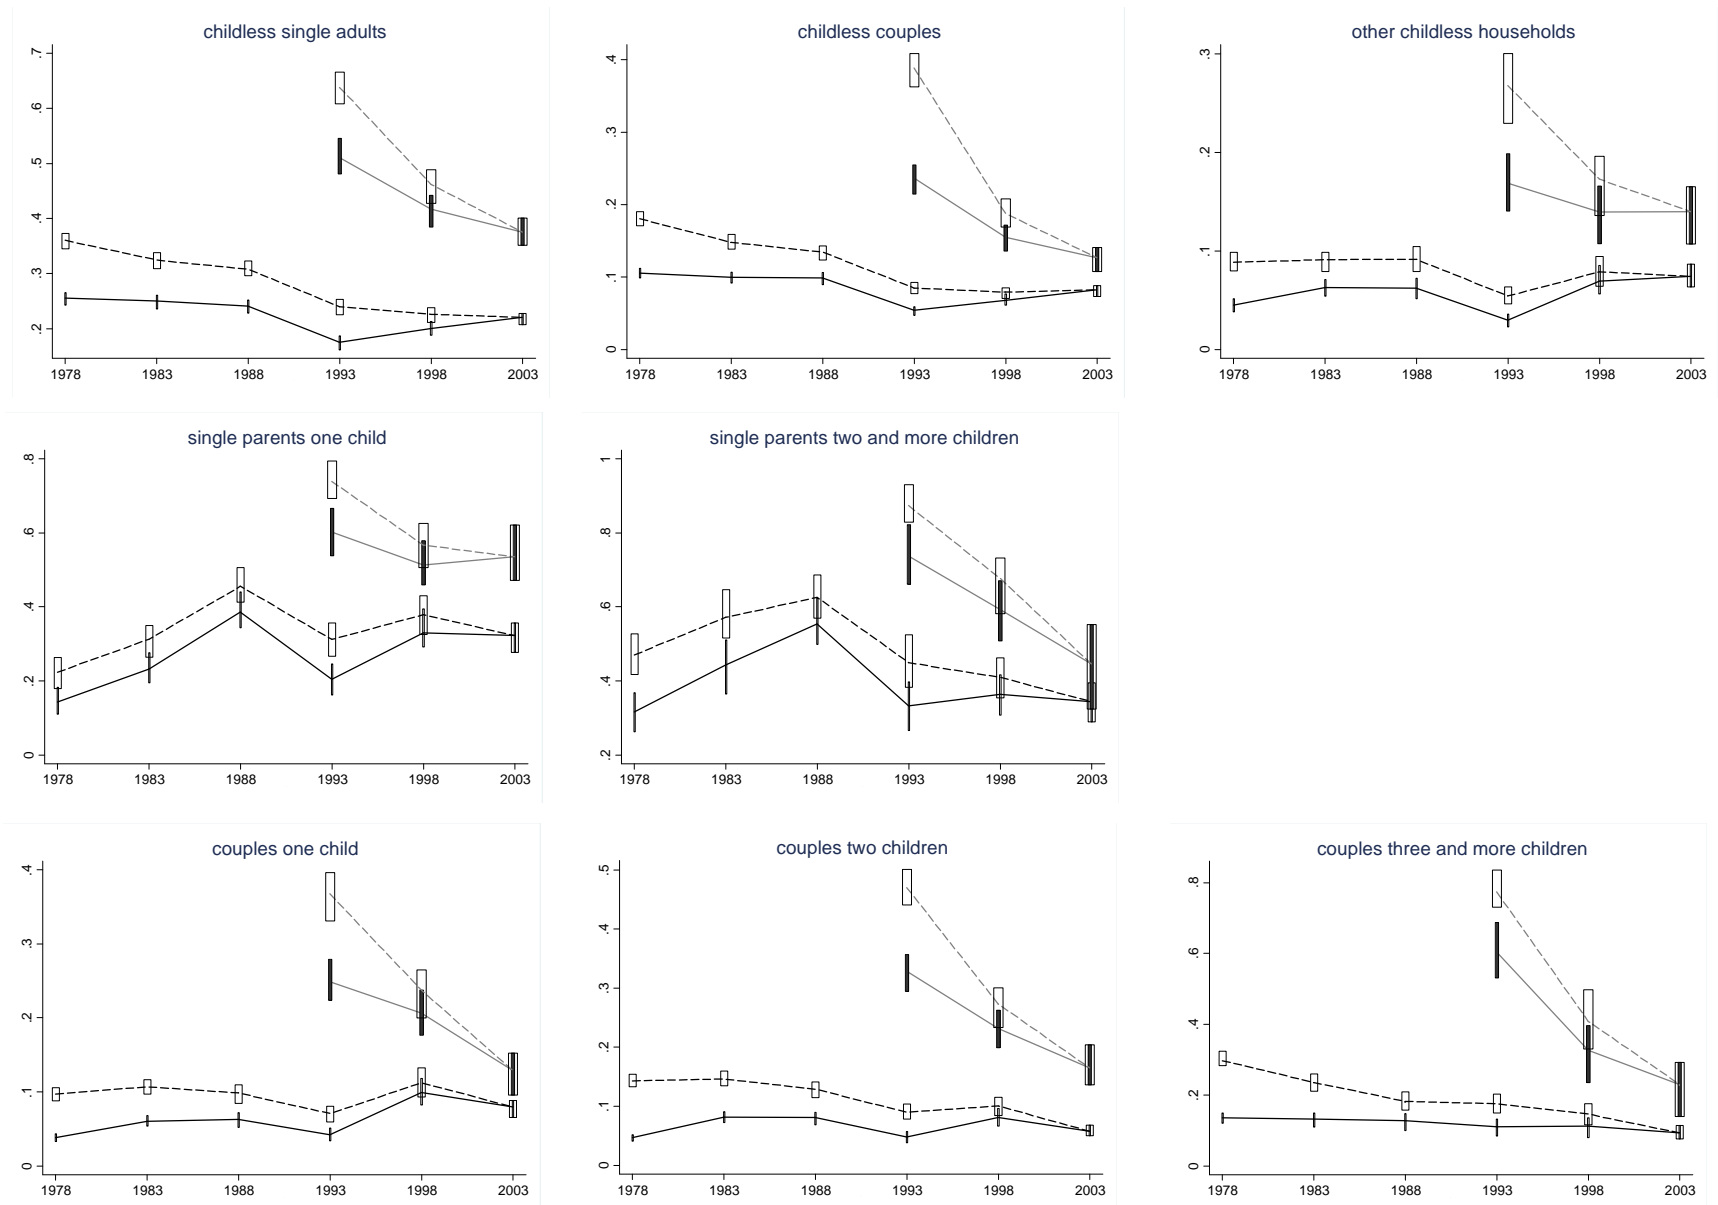 childless single adults
.7
.6
.5
.4
.3
.2
1978 1983 1988 1993 1998 2003
childless couples
.4
.3
.2
.1
0
1978 1983 1988 1993 1998 2003
other childless households
.3
.2
.1
0
1978 1983 1988 1993 1998 2003
single parents one child
.8
.6
.4
.2
0
1978 1983 1988 1993 1998 2003
single parents two and more children
1
.8
.6
.4
.2
1978 1983 1988 1993 1998 2003
couples one child
.4
.3
.2
.1
0
1978 1983 1988 1993 1998 2003
couples two children
.5
.4
.3
.2
.1
0
1978 1983 1988 1993 1998 2003
couples three and more children
.8
.6
.4
.2
0
1978 1983 1988 1993 1998 2003